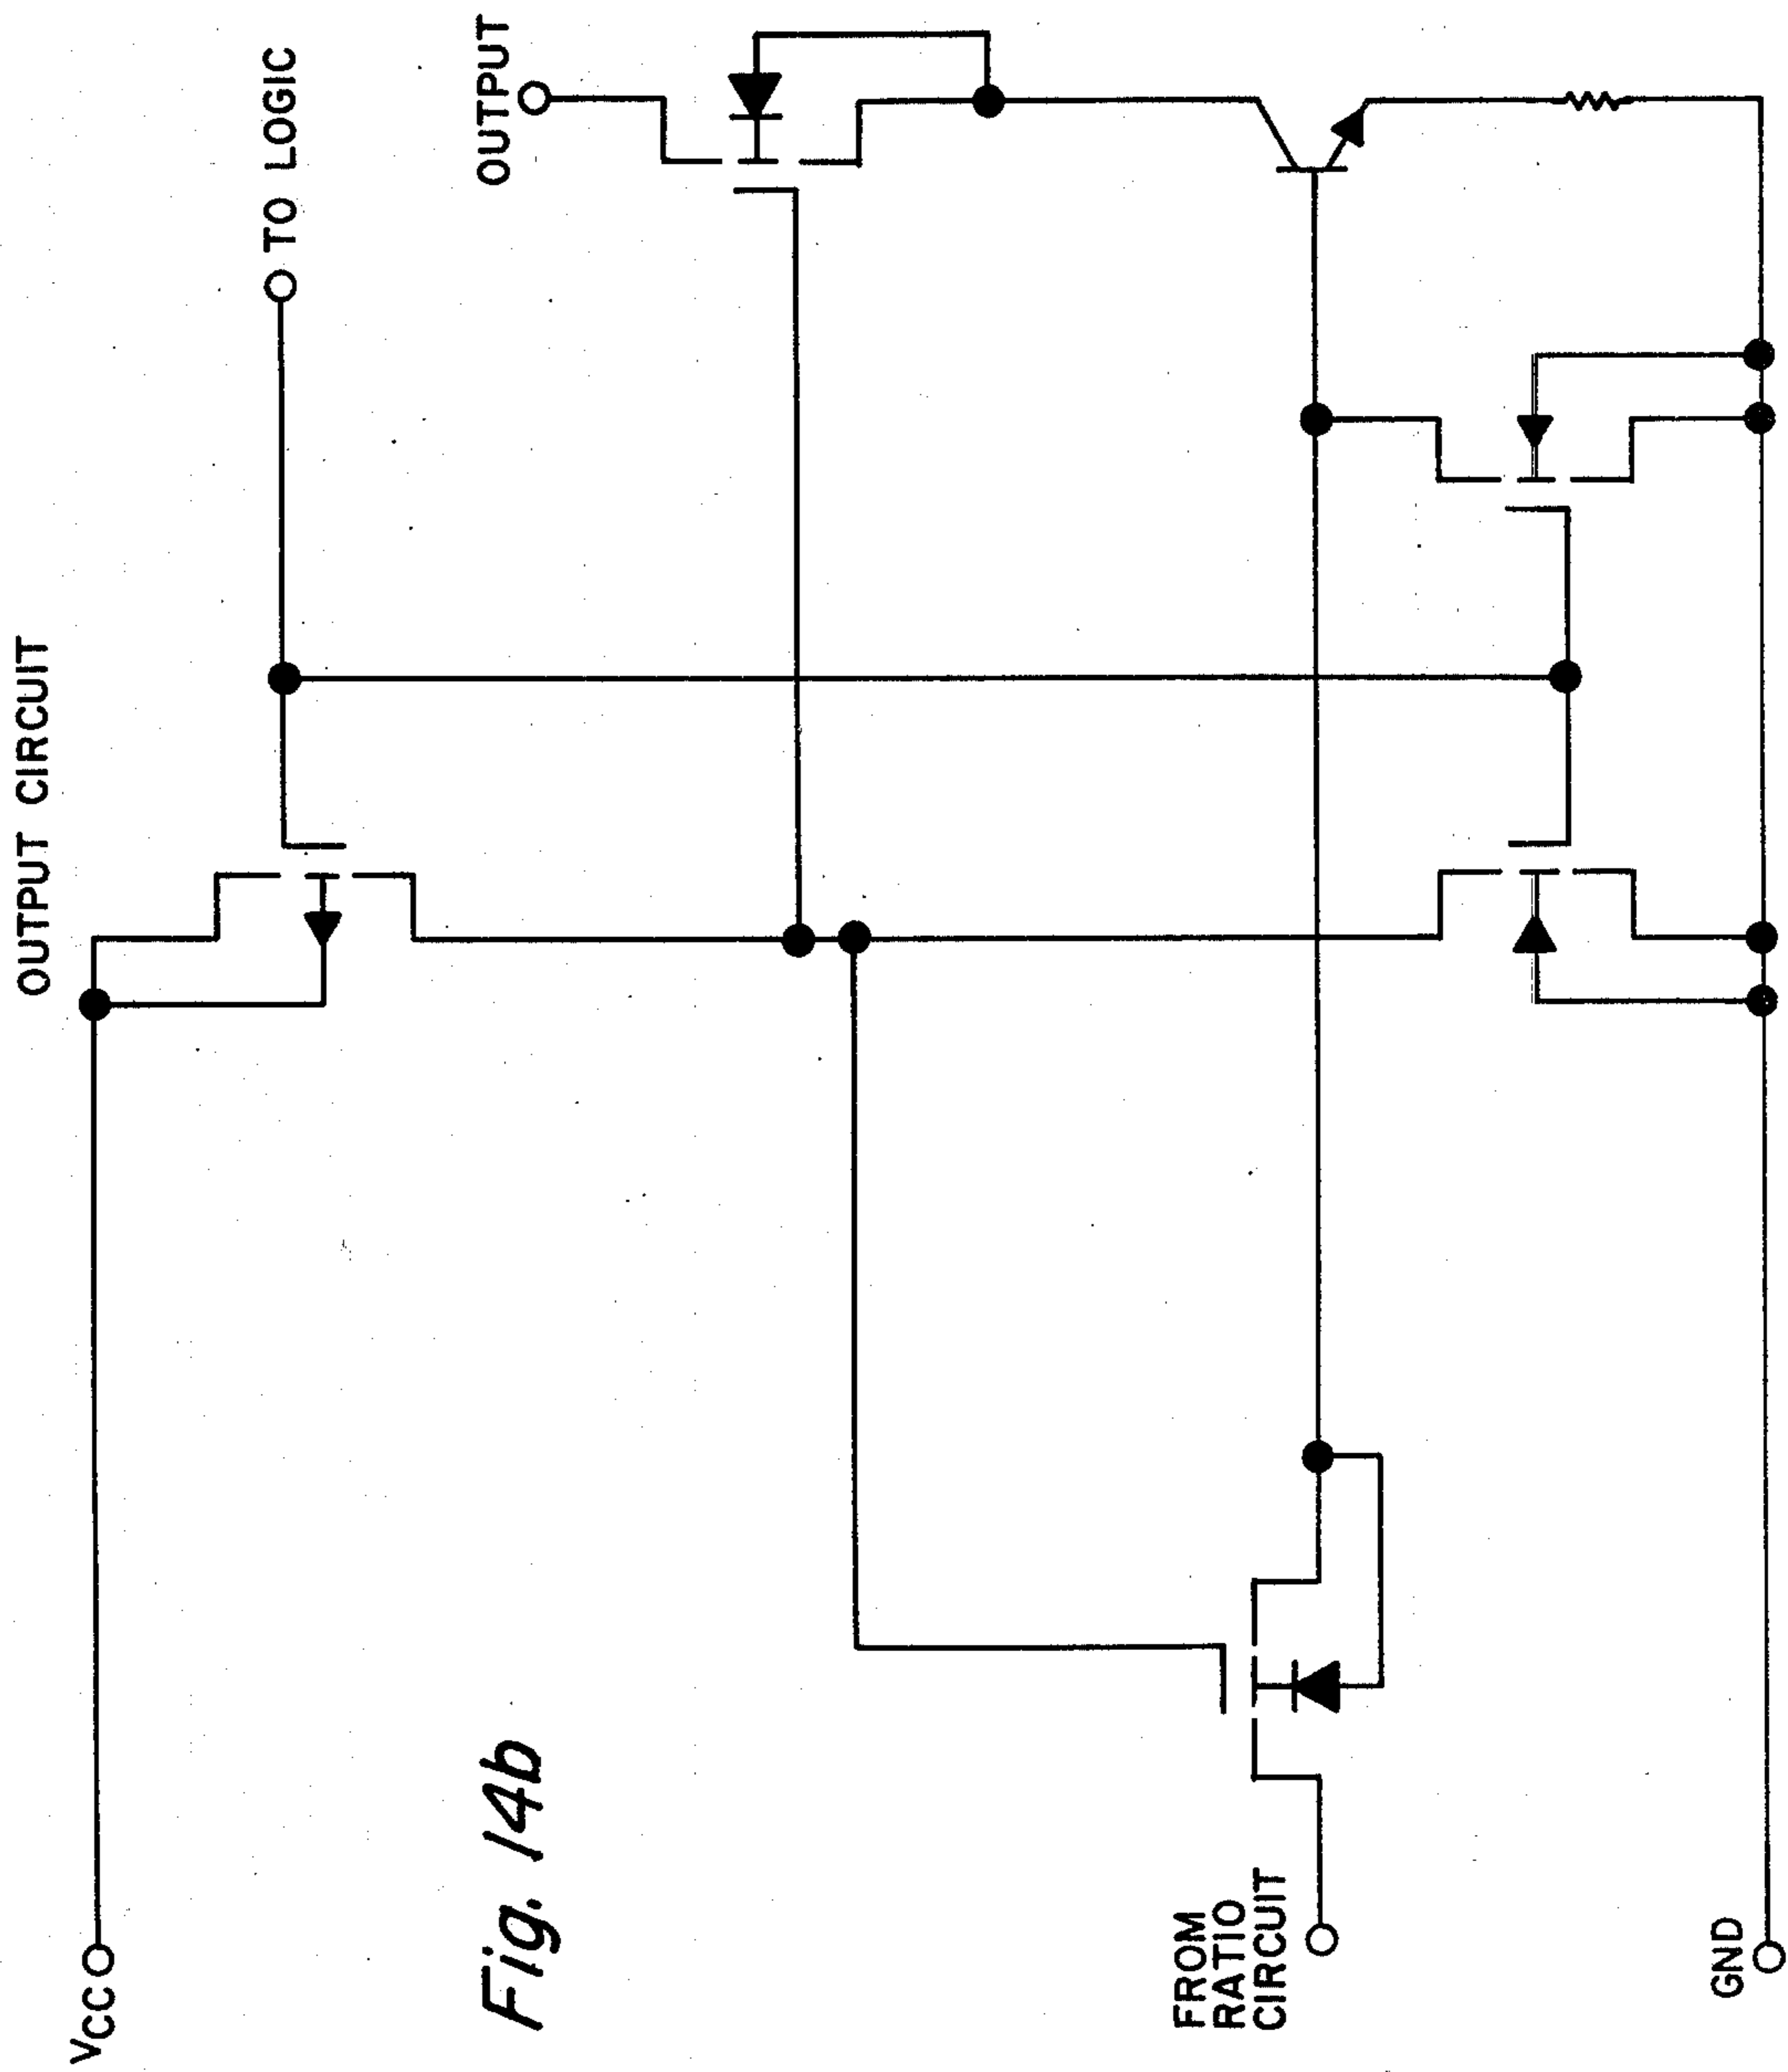 OUTPUT CIRCUIT
VCC
TO LOGIC
OUTPUT
Fig. 14b
FROM
RATIO
CIRCUIT
GND